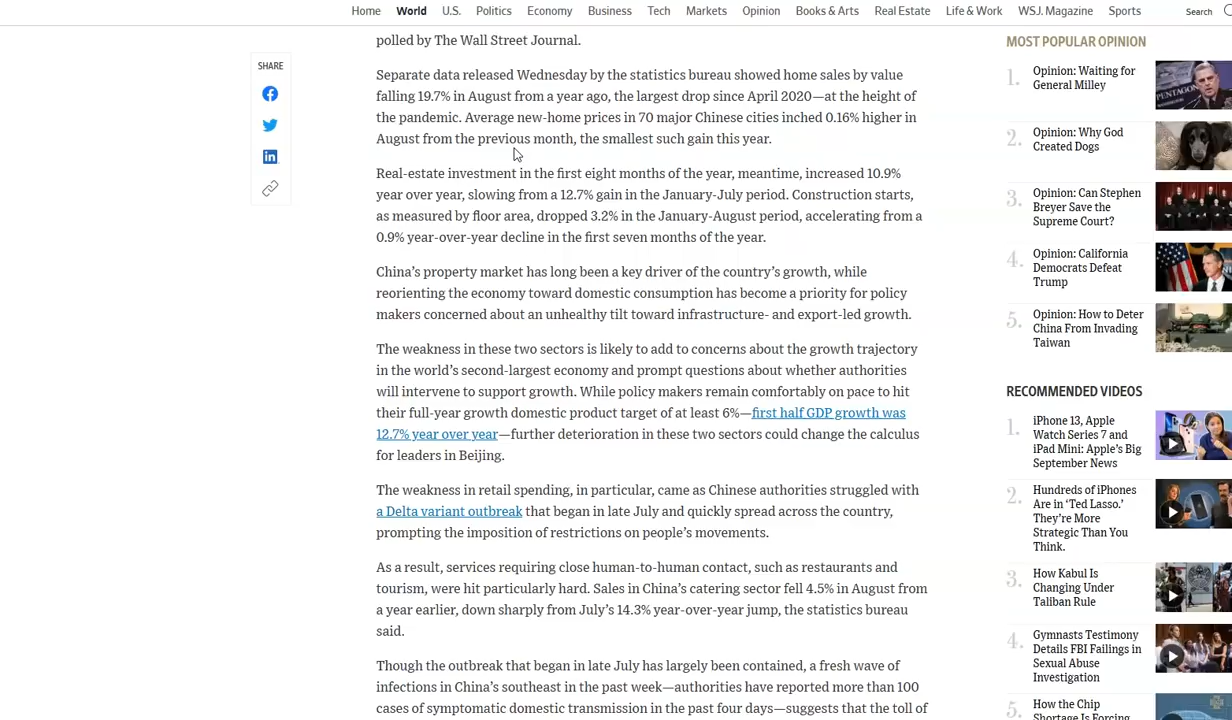 Home World U.S. Politics Economy Business Tech Markets Opinion Books & Arts Real Estate Life & Work WSJ. Magazine Sports Search
SHARE
polled by The Wall Street Journal.
Separate data released Wednesday by the statistics bureau showed home sales by value
falling 19.7% in August from a year ago, the largest drop since April 2020—at the height of
the pandemic. Average new-home prices in 70 major Chinese cities inched 0.16% higher in
August from the previous month, the smallest such gain this year.
Real-estate investment in the first eight months of the year, meantime, increased 10.9%
year over year, slowing from a 12.7% gain in the January-July period. Construction starts,
as measured by floor area, dropped 3.2% in the January-August period, accelerating from a
0.9% year-over-year decline in the first seven months of the year.
China's property market has long been a key driver of the country's growth, while
reorienting the economy toward domestic consumption has become a priority for policy
makers concerned about an unhealthy tilt toward infrastructure- and export-led growth.
The weakness in these two sectors is likely to add to concerns about the growth trajectory
in the world's second-largest economy and prompt questions about whether authorities
will intervene to support growth. While policy makers remain comfortably on pace to hit
their full-year growth domestic product target of at least 6%—first half GDP growth was
12.7% year over year—further deterioration in these two sectors could change the calculus
for leaders in Beijing.
The weakness in retail spending, in particular, came as Chinese authorities struggled with
a Delta variant outbreak that began in late July and quickly spread across the country,
prompting the imposition of restrictions on people's movements.
As a result, services requiring close human-to-human contact, such as restaurants and
tourism, were hit particularly hard. Sales in China's catering sector fell 4.5% in August from
a year earlier, down sharply from July's 14.3% year-over-year jump, the statistics bureau
said.
Though the outbreak that began in late July has largely been contained, a fresh wave of
infections in China's southeast in the past week—authorities have reported more than 100
cases of symptomatic domestic transmission in the past four days—suggests that the toll of
MOST POPULAR OPINION
1. Opinion: Waiting for
General Milley
PENTAGON
2. Opinion: Why God
Created Dogs
3. Opinion: Can Stephen
Breyer Save the
Supreme Court?
4. Opinion: California
Democrats Defeat
Trump
5. Opinion: How to Deter
China From Invading
Taiwan
RECOMMENDED VIDEOS
1. iPhone 13, Apple
Watch Series 7 and
iPad Mini: Apple's Big
September News
2. Hundreds of iPhones
Are in 'Ted Lasso.'
They're More
Strategic Than You
Think.
3. How Kabul Is
Changing Under
Taliban Rule
4. Gymnasts Testimony
Details FBI Failings in
Sexual Abuse
Investigation
5. How the Chip
Shortage Is Forcing